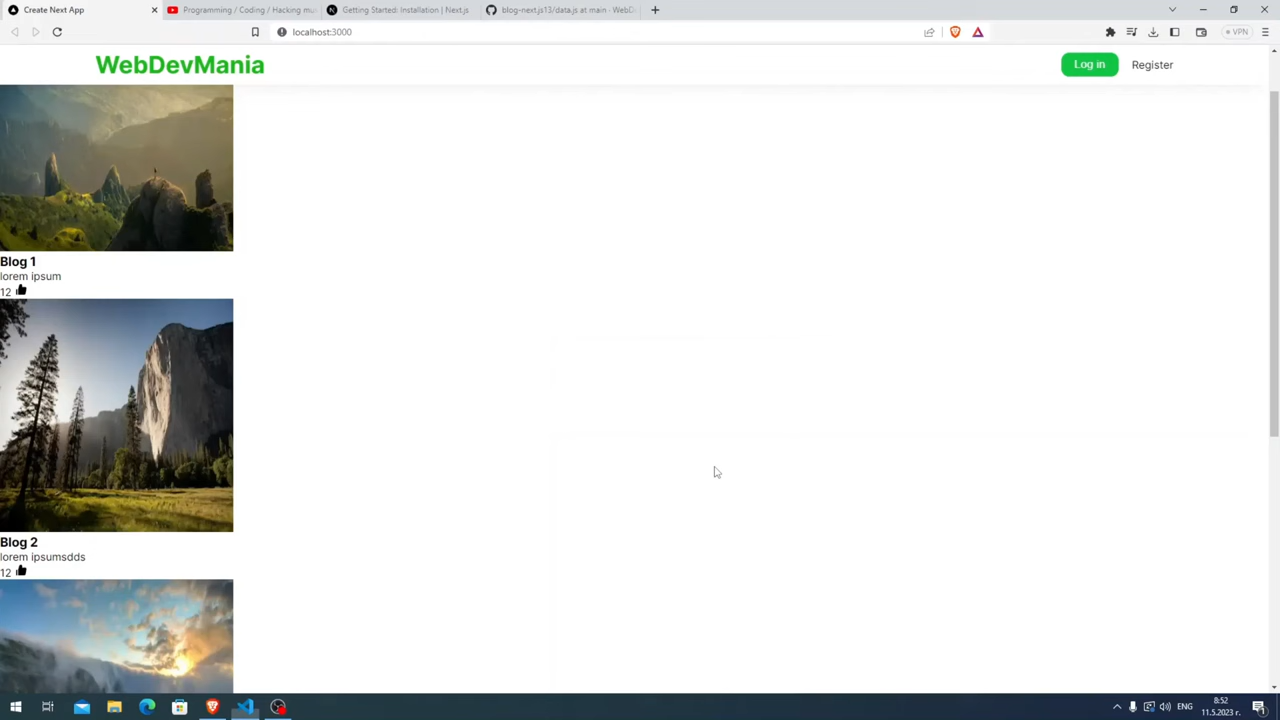 Create Next App
Programming / Coding / Hacking mu
Getting Started: Installation | Next.js
blog-next.js13/data.js at main · WebD
localhost:3000
VPN
WebDevMania
Log in
Register
Blog 1
lorem ipsum
12
Blog 2
lorem ipsumsdds
12
ENG
8:52
11.5.2023 г.
1